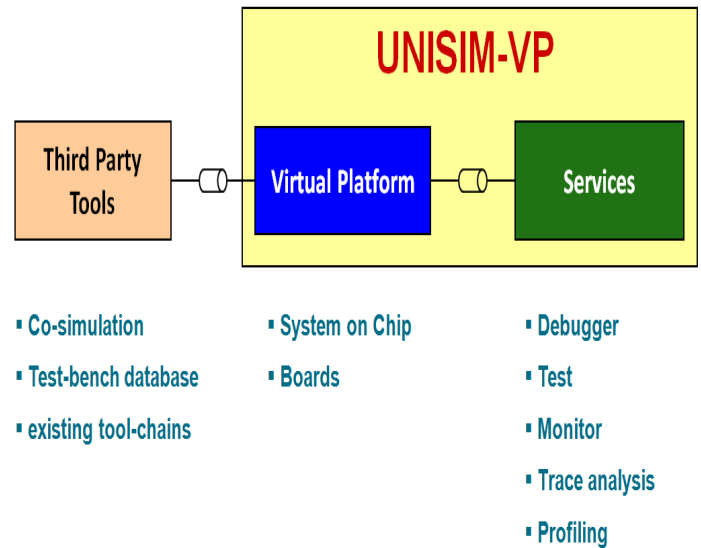 UNISIM-VP
Third Party
Tools
Virtual Platform
Services
▪ Co-simulation
▪ Test-bench database
▪ existing tool-chains
▪ System on Chip
▪ Boards
▪ Debugger
▪ Test
▪ Monitor
▪ Trace analysis
▪ Profiling